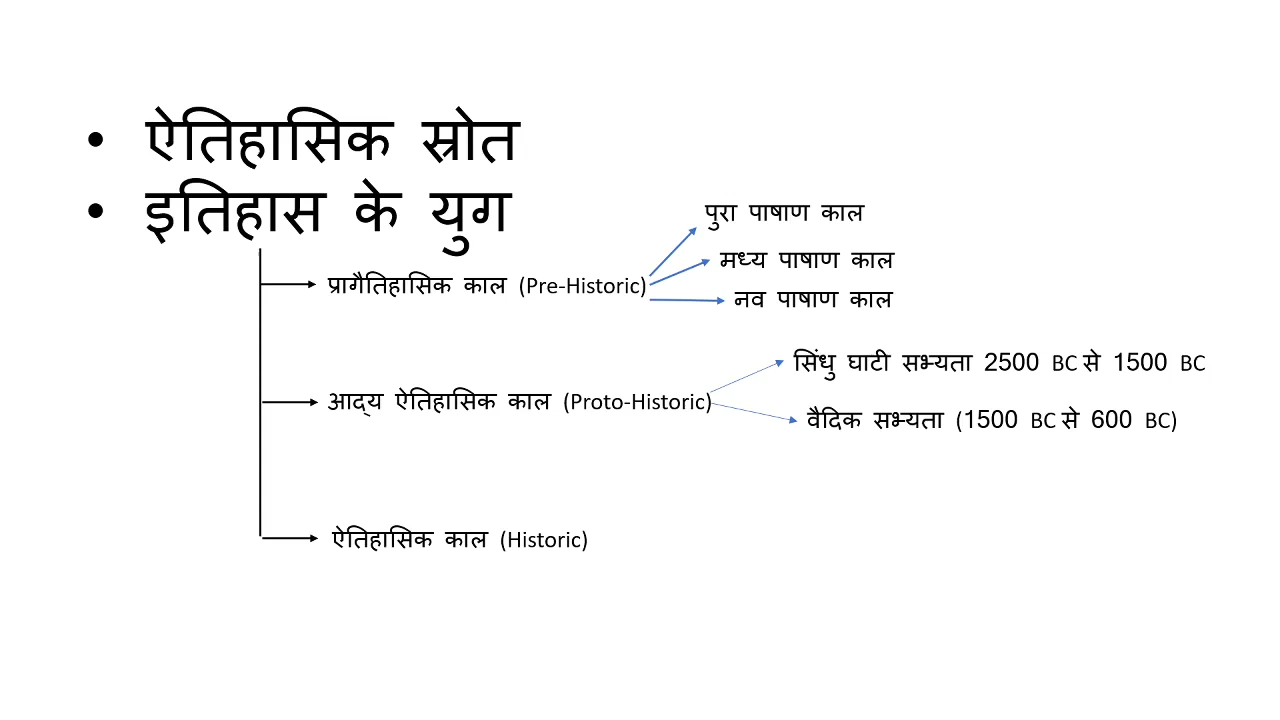 • ऐतिहासिक स्रोत
• इतिहास के युग
पुरा पाषाण काल
मध्य पाषाण काल
प्रागैतिहासिक काल (Pre-Historic)
नव पाषाण काल
सिंधु घाटी सभ्यता 2500 BC से 1500 BC
आद्य ऐतिहासिक काल (Proto-Historic)
वैदिक सभ्यता (1500 BC से 600 BC)
ऐतिहासिक काल (Historic)